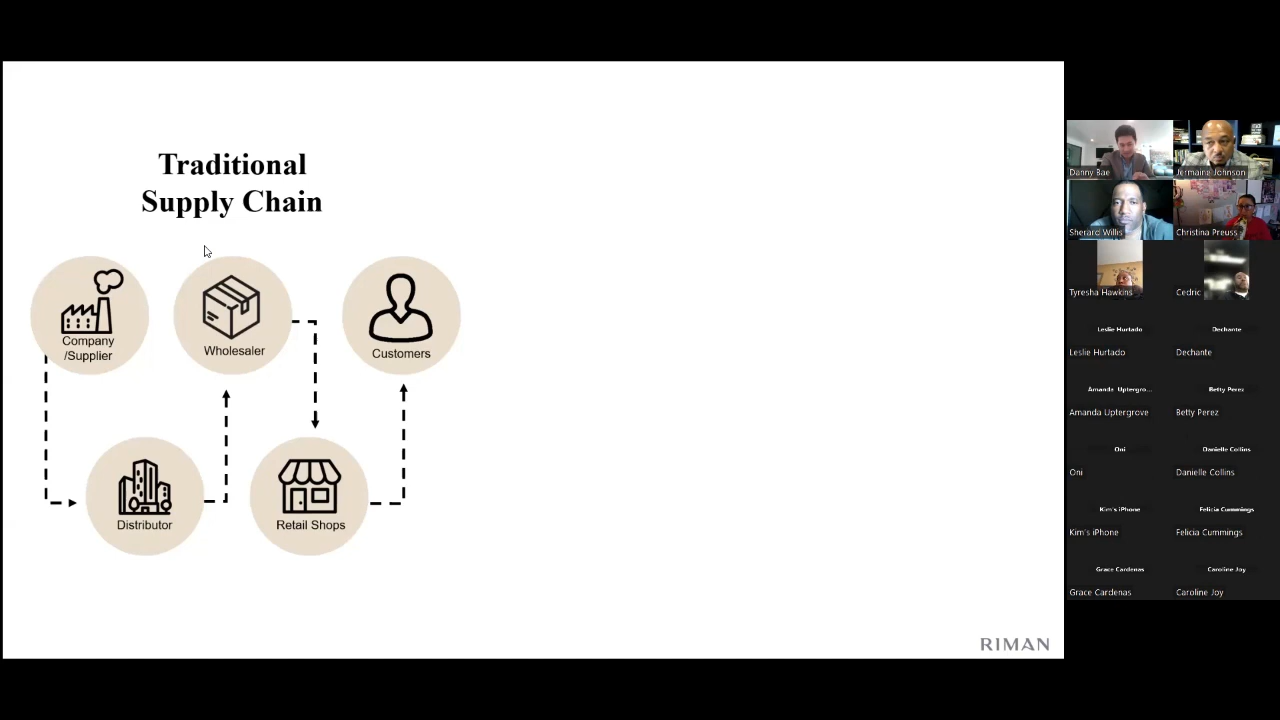 Traditional
Supply Chain
Company
/Supplier
Wholesaler
Customers
Distributor
Retail Shops
RIMAN
Danny Bae
Jermaine Johnson
Sherard Willis
Christina Preuss
Tyresha Hawkins
Cedric
Leslie Hurtado
Dechante
Leslie Hurtado
Dechante
Amanda Uptergro...
Betty Perez
Amanda Uptergrove
Betty Perez
Oni
Danielle Collins
Oni
Danielle Collins
Kim's iPhone
Felicia Cummings
Kim's iPhone
Felicia Cummings
Grace Cardenas
Caroline Joy
Grace Cardenas
Caroline Joy